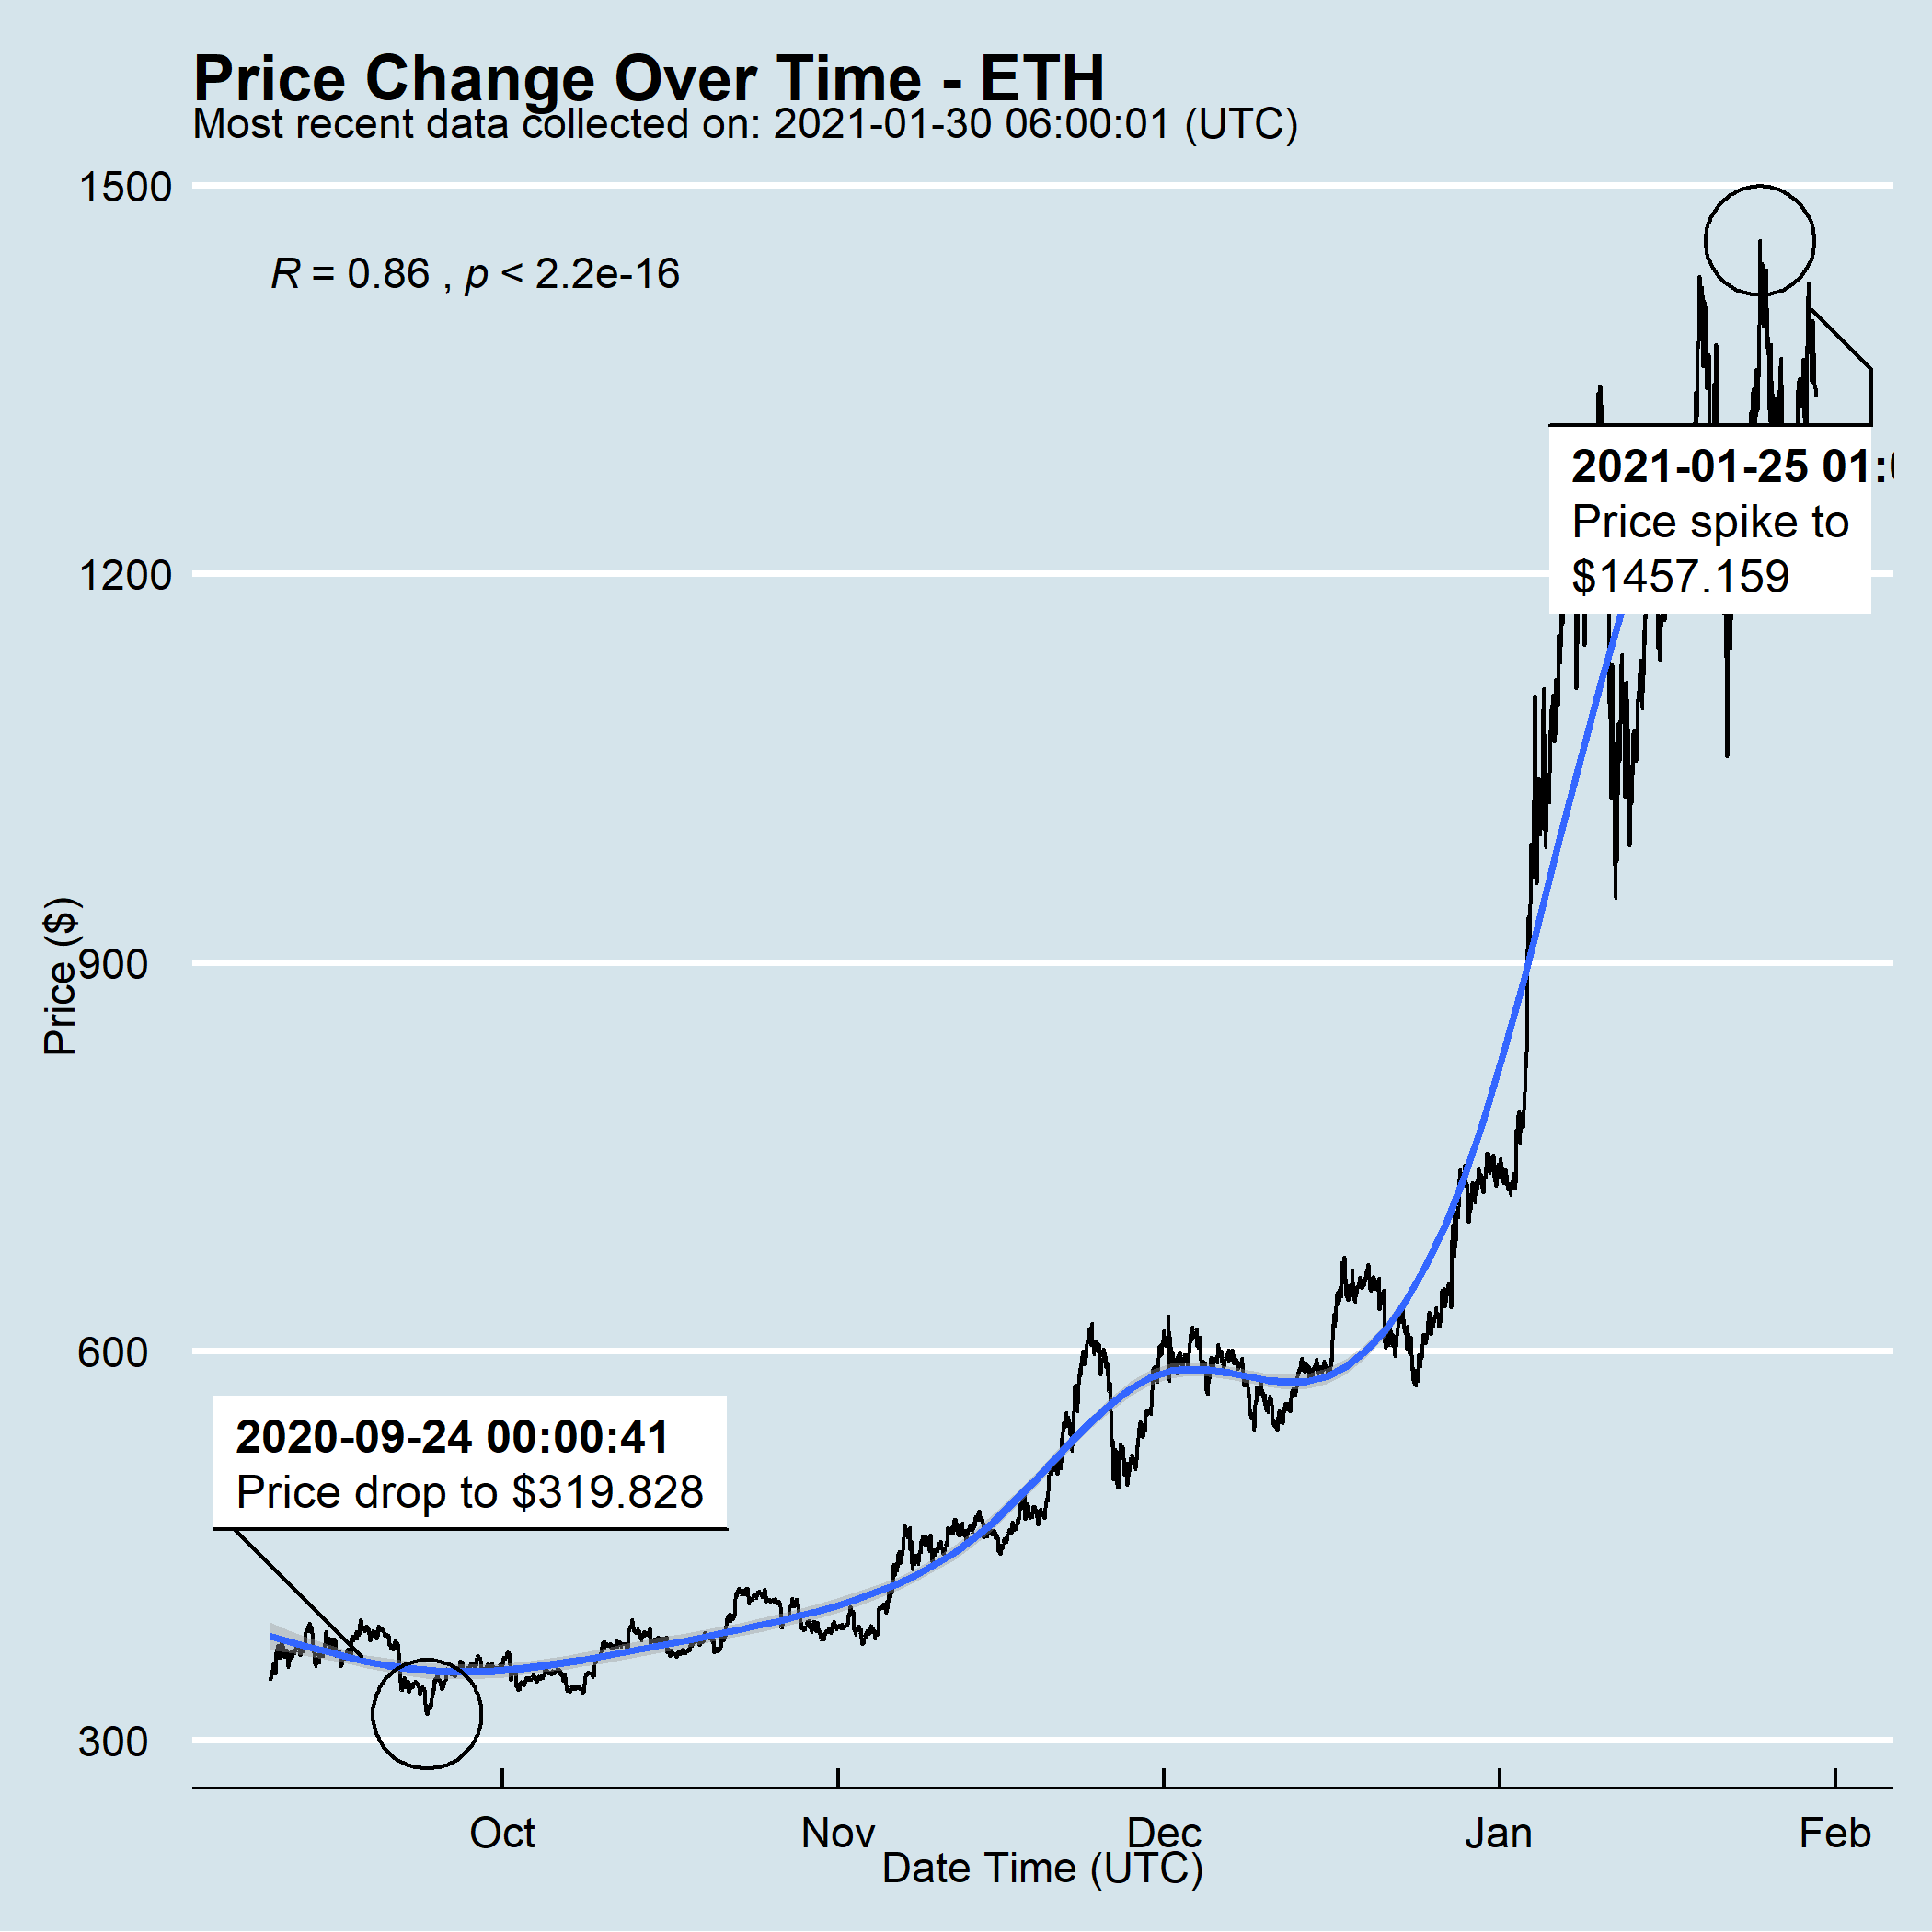 Price Change Over Time - ETH
Most recent data collected on: 2021-01-30 06:00:01 (UTC)
1500
R = 0.86 , p < 2.2e-16
2021-01-25 01:
Price spike to
$1457.159
1200
Price ($)
900
600
2020-09-24 00:00:41
Price drop to $319.828
300
Oct Nov Dec Jan Feb
Date Time (UTC)